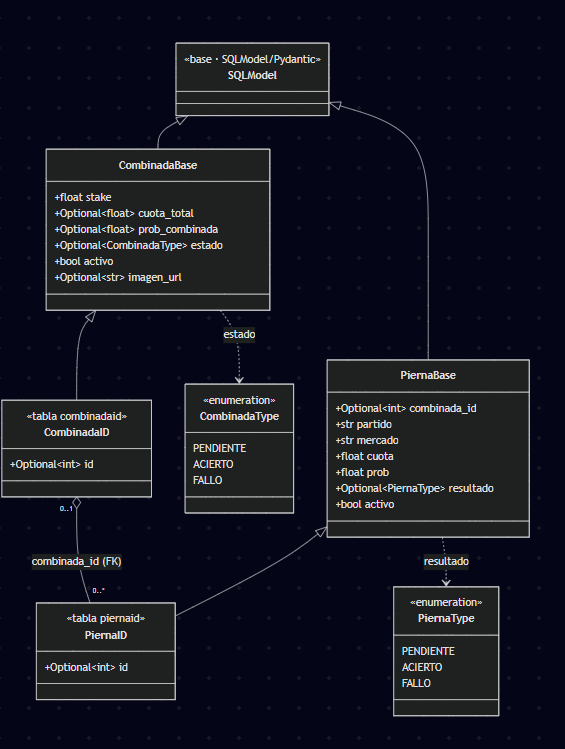 «base · SQLModel/Pydantic»
SQLModel
CombinadaBase
+float stake
+Optional<float> cuota_total
+Optional<float> prob_combinada
+Optional<CombinadaType> estado
+bool activo
+Optional<str> imagen_url
estado
«enumeration»
CombinadaType
PENDIENTE
ACIERTO
FALLO
PiernaBase
+Optional<int> combinada_id
+str partido
+str mercado
+float cuota
+float prob
+Optional<PiernaType> resultado
+bool activo
«tabla combinadaid»
CombinadaID
+Optional<int> id
0..1
combinada_id (FK)
0..*
«tabla piernaid»
PiernaID
+Optional<int> id
resultado
«enumeration»
PiernaType
PENDIENTE
ACIERTO
FALLO